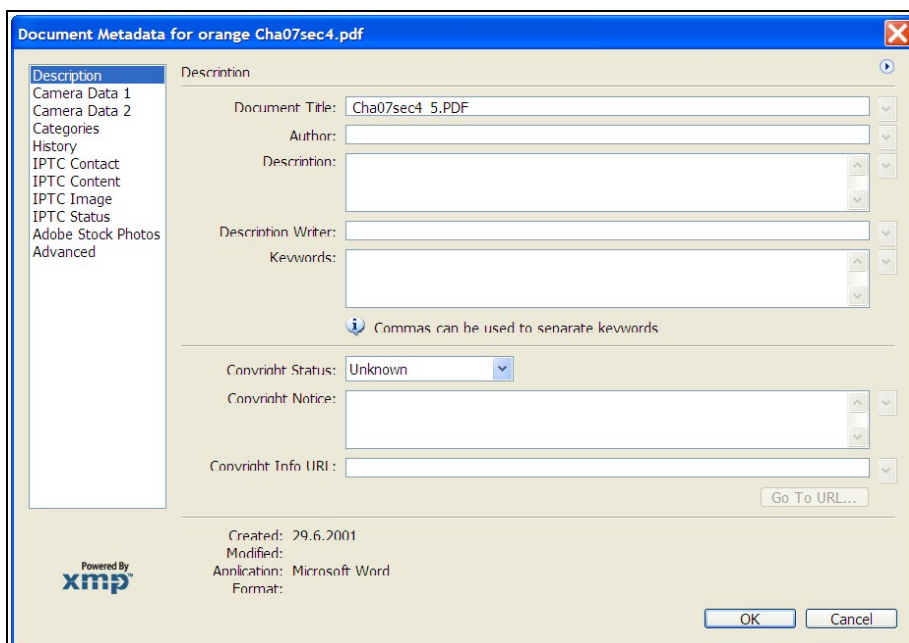 Document Metadata for orange Cha07sec4.pdf
Description
Camera Data 1
Camera Data 2
Categories
History
IPTC Contact
IPTC Content
IPTC Image
IPTC Status
Adobe Stock Photos
Advanced
Description
Document Title: Cha07sec4_5.PDF
Author:
Description:
Description Writer:
Keywords:
Commas can be used to separate keywords
Copyright Status: Unknown
Copyright Notice:
Copyright Info URL:
Go To URL...
Created: 29.6.2001
Modified:
Application: Microsoft Word
Format:
Powered By
xmp™
OK Cancel